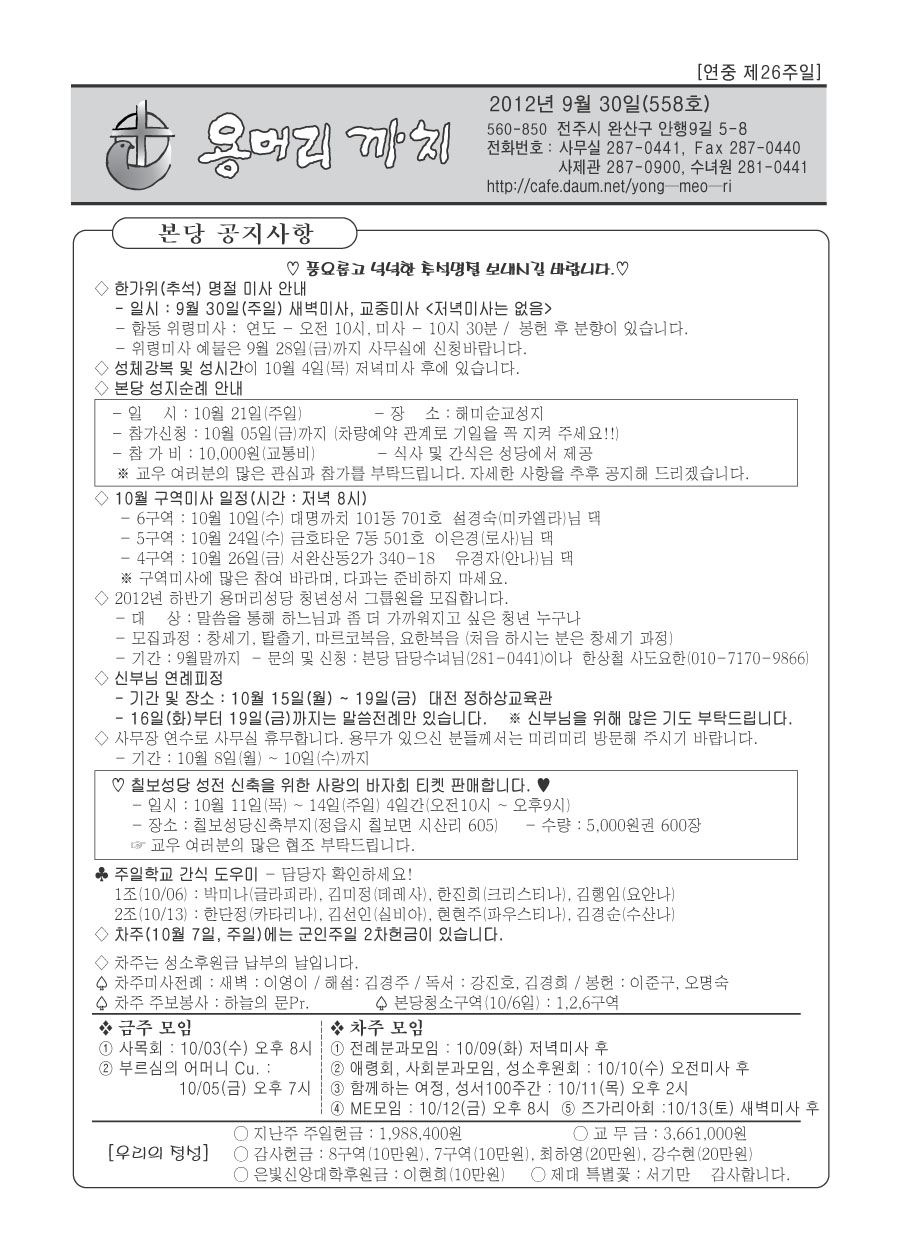 [연중 제26주일]
용머리 까치
2012년 9월 30일(558호)
560-850 전주시 완산구 안행9길 5-8
전화번호 : 사무실 287-0441, Fax 287-0440
사제관 287-0900, 수녀원 281-0441
http://cafe.daum.net/yong─meo─ri
본당 공지사항
♡ 풍요롭고 넉넉한 추석명절 보내시길 바랍니다.♡
◇ 한가위(추석) 명절 미사 안내
- 일시 : 9월 30일(주일) 새벽미사, 교중미사 <저녁미사는 없음>
- 합동 위령미사 : 연도 - 오전 10시, 미사 - 10시 30분 / 봉헌 후 분향이 있습니다.
- 위령미사 예물은 9월 28일(금)까지 사무실에 신청바랍니다.
◇ 성체강복 및 성시간이 10월 4일(목) 저녁미사 후에 있습니다.
◇ 본당 성지순례 안내
- 일 시 : 10월 21일(주일) - 장 소 : 해미순교성지
- 참가신청 : 10월 05일(금)까지 (차량예약 관계로 기일을 꼭 지켜 주세요!!)
- 참 가 비 : 10,000원(교통비) - 식사 및 간식은 성당에서 제공
※ 교우 여러분의 많은 관심과 참가를 부탁드립니다. 자세한 사항을 추후 공지해 드리겠습니다.
◇ 10월 구역미사 일정(시간 : 저녁 8시)
- 6구역 : 10월 10일(수) 대명까치 101동 701호 섭경숙(미카엘라)님 댁
- 5구역 : 10월 24일(수) 금호타운 7동 501호 이은경(로사)님 댁
- 4구역 : 10월 26일(금) 서완산동2가 340-18 유경자(안나)님 댁
※ 구역미사에 많은 참여 바라며, 다과는 준비하지 마세요.
◇ 2012년 하반기 용머리성당 청년성서 그룹원을 모집합니다.
- 대 상 : 말씀을 통해 하느님과 좀 더 가까워지고 싶은 청년 누구나
- 모집과정 : 창세기, 탈출기, 마르코복음, 요한복음 (처음 하시는 분은 창세기 과정)
- 기간 : 9월말까지 - 문의 및 신청 : 본당 담당수녀님(281-0441)이나 한상철 사도요한(010-7170-9866)
◇ 신부님 연례피정
- 기간 및 장소 : 10월 15일(월) ~ 19일(금) 대전 정하상교육관
- 16일(화)부터 19일(금)까지는 말씀전례만 있습니다. ※ 신부님을 위해 많은 기도 부탁드립니다.
◇ 사무장 연수로 사무실 휴무합니다. 용무가 있으신 분들께서는 미리미리 방문해 주시기 바랍니다.
- 기간 : 10월 8일(월) ~ 10일(수)까지
♡ 칠보성당 성전 신축을 위한 사랑의 바자회 티켓 판매합니다. ♥
- 일시 : 10월 11일(목) ~ 14일(주일) 4일간(오전10시 ~ 오후9시)
- 장소 : 칠보성당신축부지(정읍시 칠보면 시산리 605) - 수량 : 5,000원권 600장
☞ 교우 여러분의 많은 협조 부탁드립니다.
♣ 주일학교 간식 도우미 - 담당자 확인하세요!
1조(10/06) : 박미나(글라피라), 김미정(데레사), 한진희(크리스티나), 김행임(요안나)
2조(10/13) : 한단정(카타리나), 김선인(실비아), 현현주(파우스티나), 김경순(수산나)
◇ 차주(10월 7일, 주일)에는 군인주일 2차헌금이 있습니다.
◇ 차주는 성소후원금 납부의 날입니다.
♤ 차주미사전례 : 새벽 : 이영이 / 해설: 김경주 / 독서 : 강진호, 김경희 / 봉헌 : 이준구, 오명숙
♤ 차주 주보봉사 : 하늘의 문Pr. ♤ 본당청소구역(10/6일) : 1,2,6구역
❖ 금주 모임
① 사목회 : 10/03(수) 오후 8시
② 부르심의 어머니 Cu. :
10/05(금) 오후 7시
❖ 차주 모임
① 전례분과모임 : 10/09(화) 저녁미사 후
② 애령회, 사회분과모임, 성소후원회 : 10/10(수) 오전미사 후
③ 함께하는 여정, 성서100주간 : 10/11(목) 오후 2시
④ ME모임 : 10/12(금) 오후 8시 ⑤ 즈가리아회 :10/13(토) 새벽미사 후
[우리의 정성]
○ 지난주 주일헌금 : 1,988,400원 ○ 교 무 금 : 3,661,000원
○ 감사헌금 : 8구역(10만원), 7구역(10만원), 최하영(20만원), 강수현(20만원)
○ 은빛신앙대학후원금 : 이현희(10만원) ○ 제대 특별꽃 : 서기만 감사합니다.